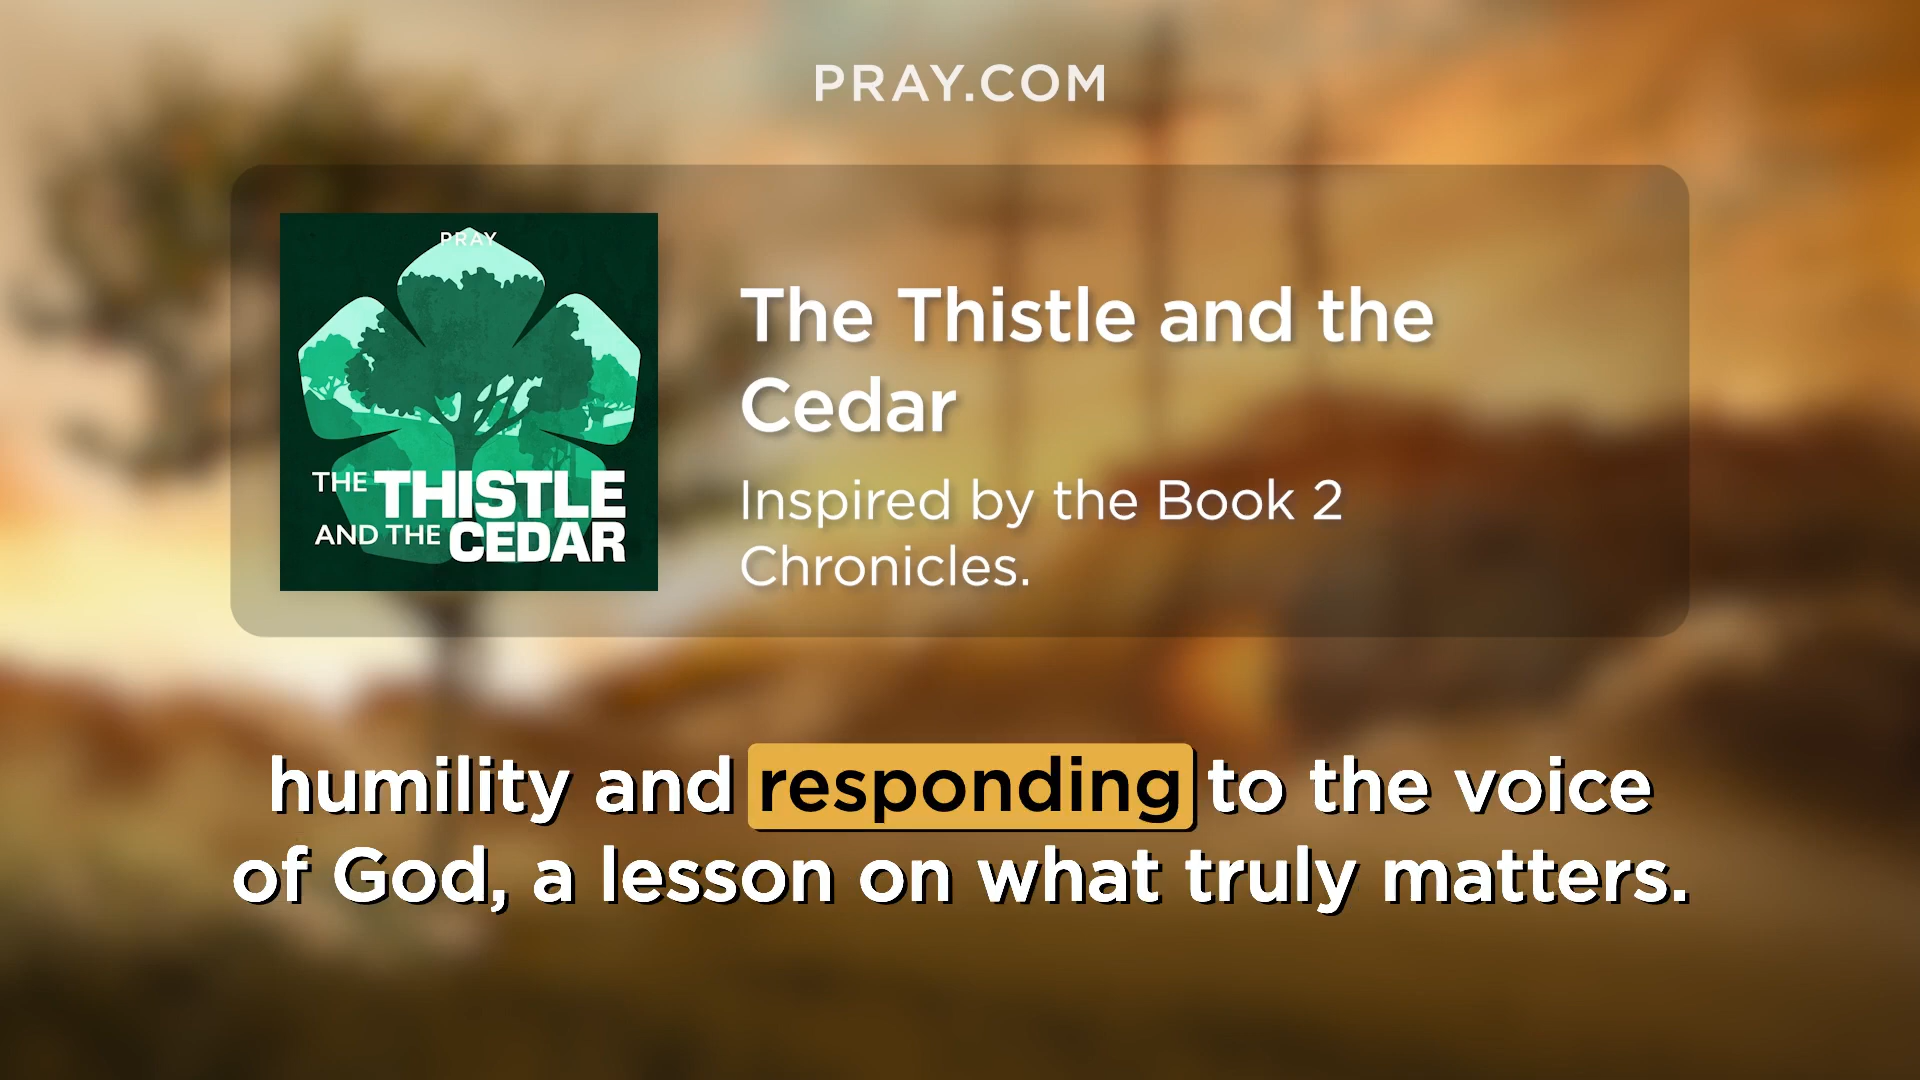 PRAY.COM
PRAY
THE THISTLE
AND THE CEDAR
The Thistle and the
Cedar
Inspired by the Book 2
Chronicles.
humility and responding to the voice
of God, a lesson on what truly matters.